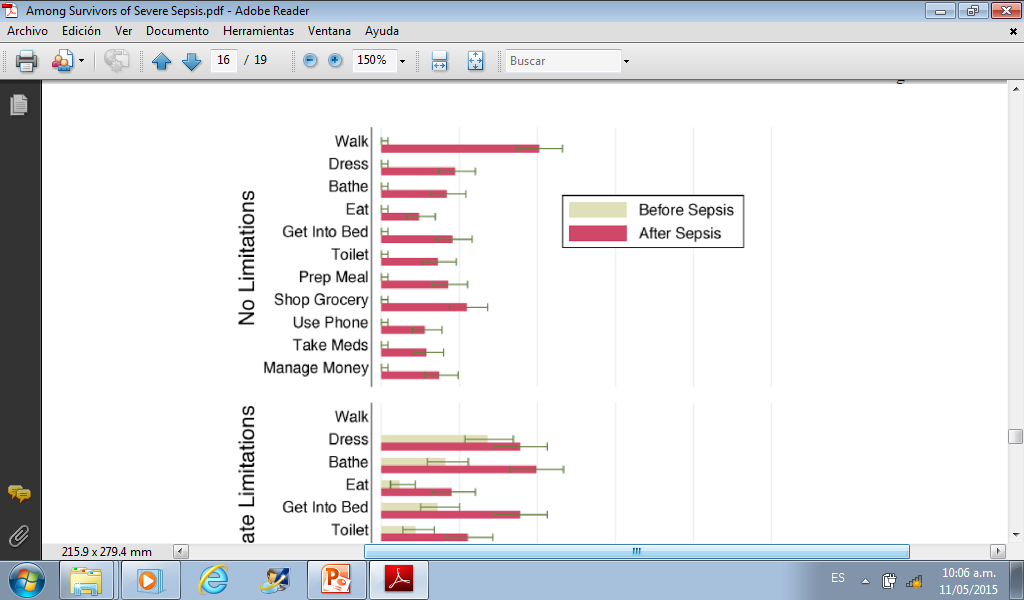 Among Survivors of Severe Sepsis.pdf - Adobe Reader
Archivo Edición Ver Documento Herramientas Ventana Ayuda
16 / 19 150% Buscar
No Limitations
Walk
Dress
Bathe
Eat
Get Into Bed
Toilet
Prep Meal
Shop Grocery
Use Phone
Take Meds
Manage Money
Before Sepsis
After Sepsis
ate Limitations
Walk
Dress
Bathe
Eat
Get Into Bed
Toilet
215.9 x 279.4 mm
ES
10:06 a.m.
11/05/2015